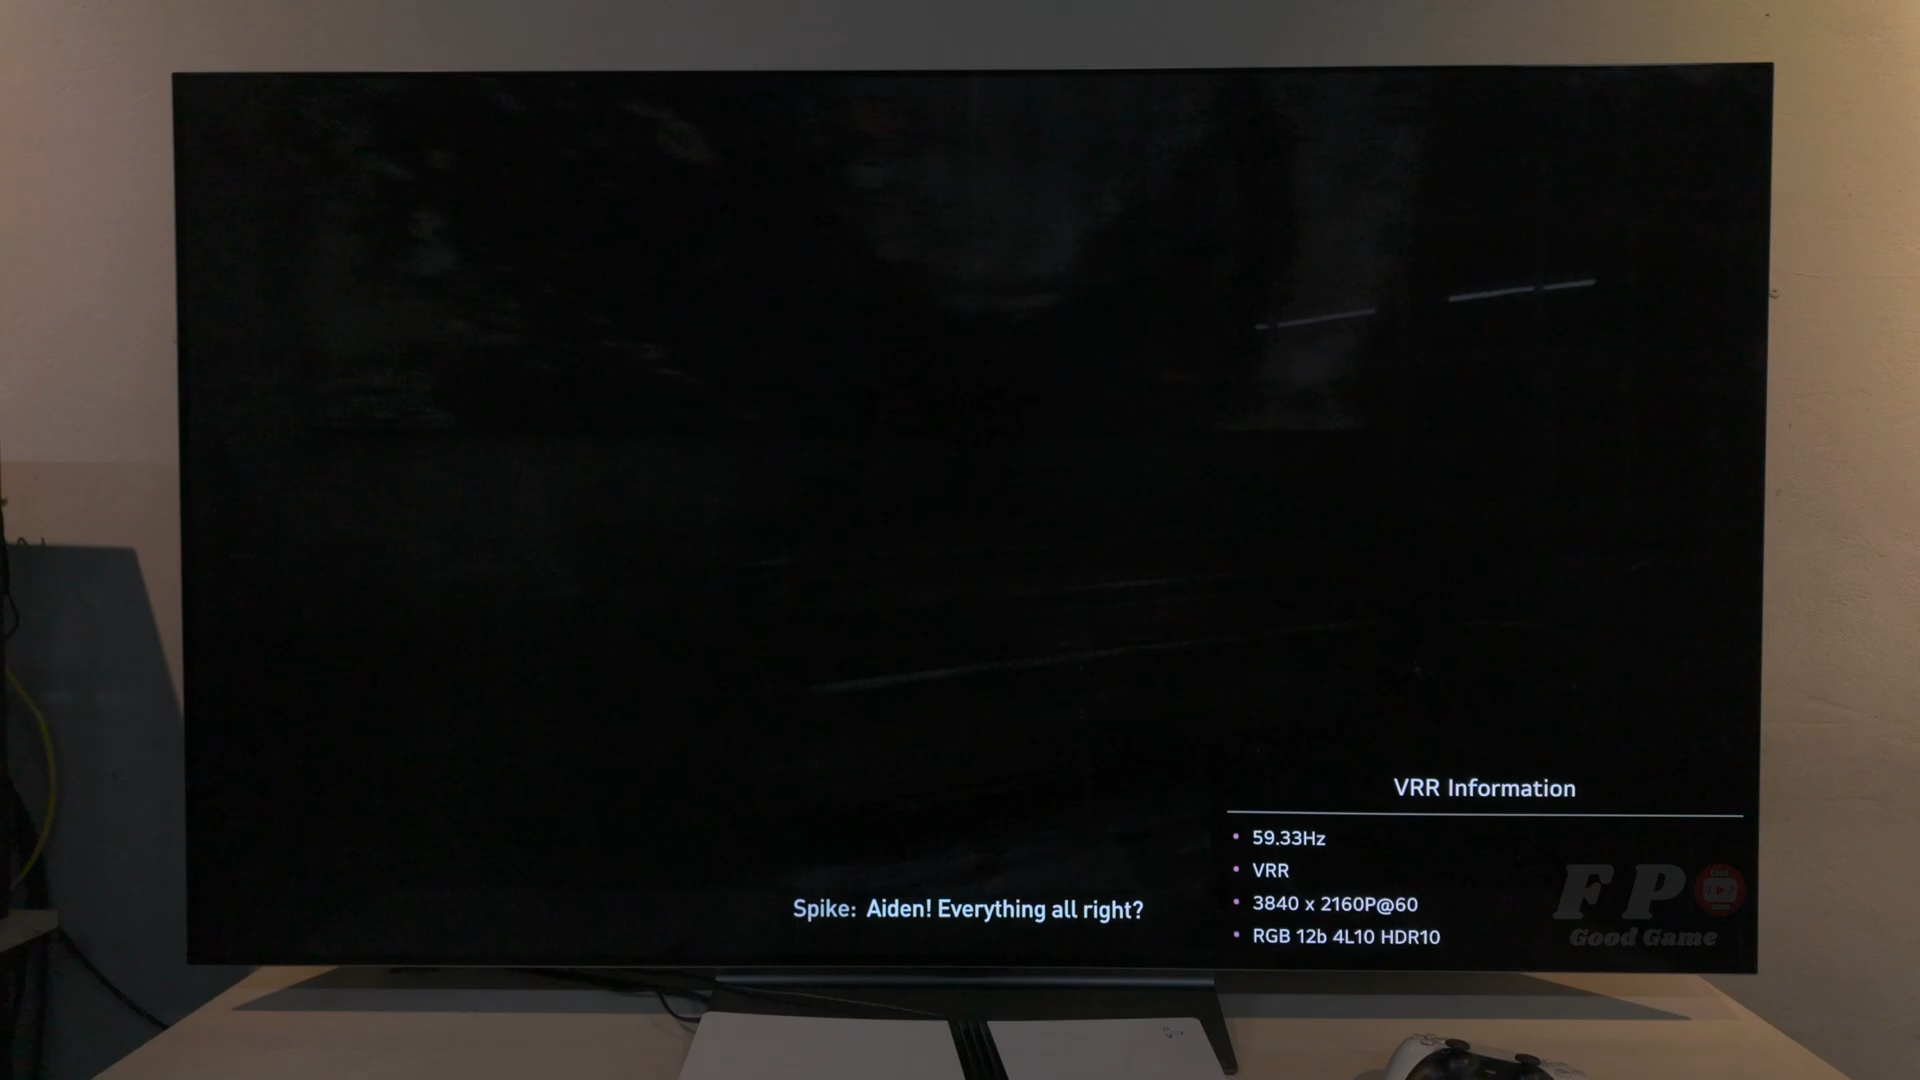 VRR Information
59.33Hz
VRR
3840 x 2160P@60
RGB 12b 4L10 HDR10
Spike: Aiden! Everything all right?
FP
Good Game